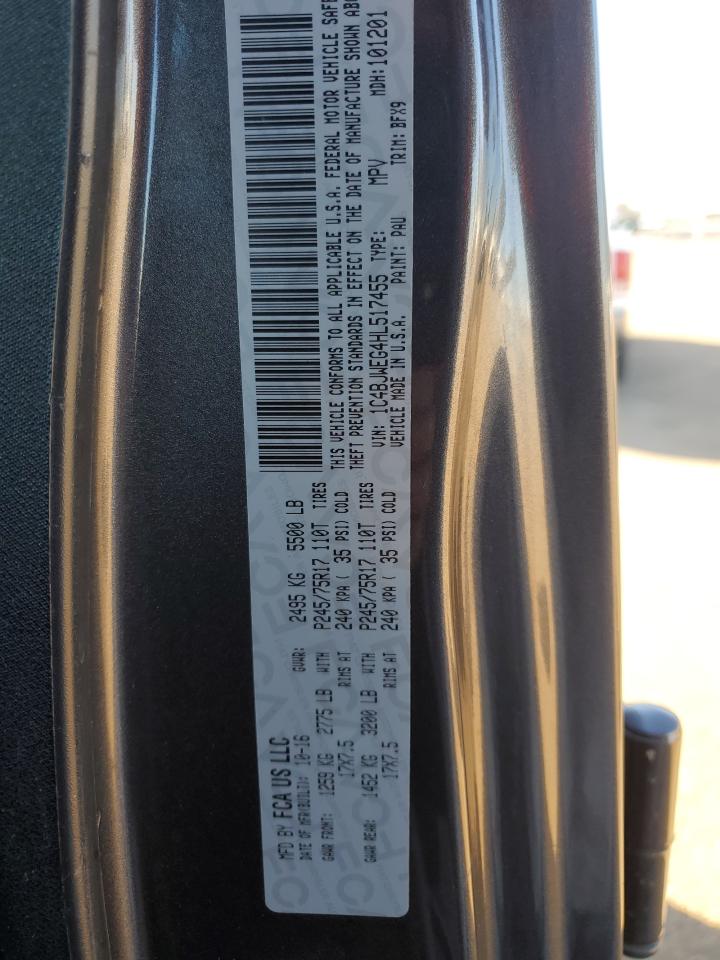 MFD BY FCA US LLC
DATE OF MFR(BUILT): 10-16 GVWR: 2495 KG 5500 LB
GAWR FRONT: 1259 KG 2775 LB WITH P245/75R17 110T TIRES
17X7.5 RIMS AT 240 KPA ( 35 PSI) COLD
GAWR REAR: 1452 KG 3200 LB WITH P245/75R17 110T TIRES
17X7.5 RIMS AT 240 KPA ( 35 PSI) COLD
THIS VEHICLE CONFORMS TO ALL APPLICABLE U.S.A. FEDERAL MOTOR VEHICLE SAFE
THEFT PREVENTION STANDARDS IN EFFECT ON THE DATE OF MANUFACTURE SHOWN ABO
VIN: 1C4BJWEG4HL517455 TYPE: MPV MDH: 101201
VEHICLE MADE IN U.S.A. PAINT: PAU TRIM: BFX9